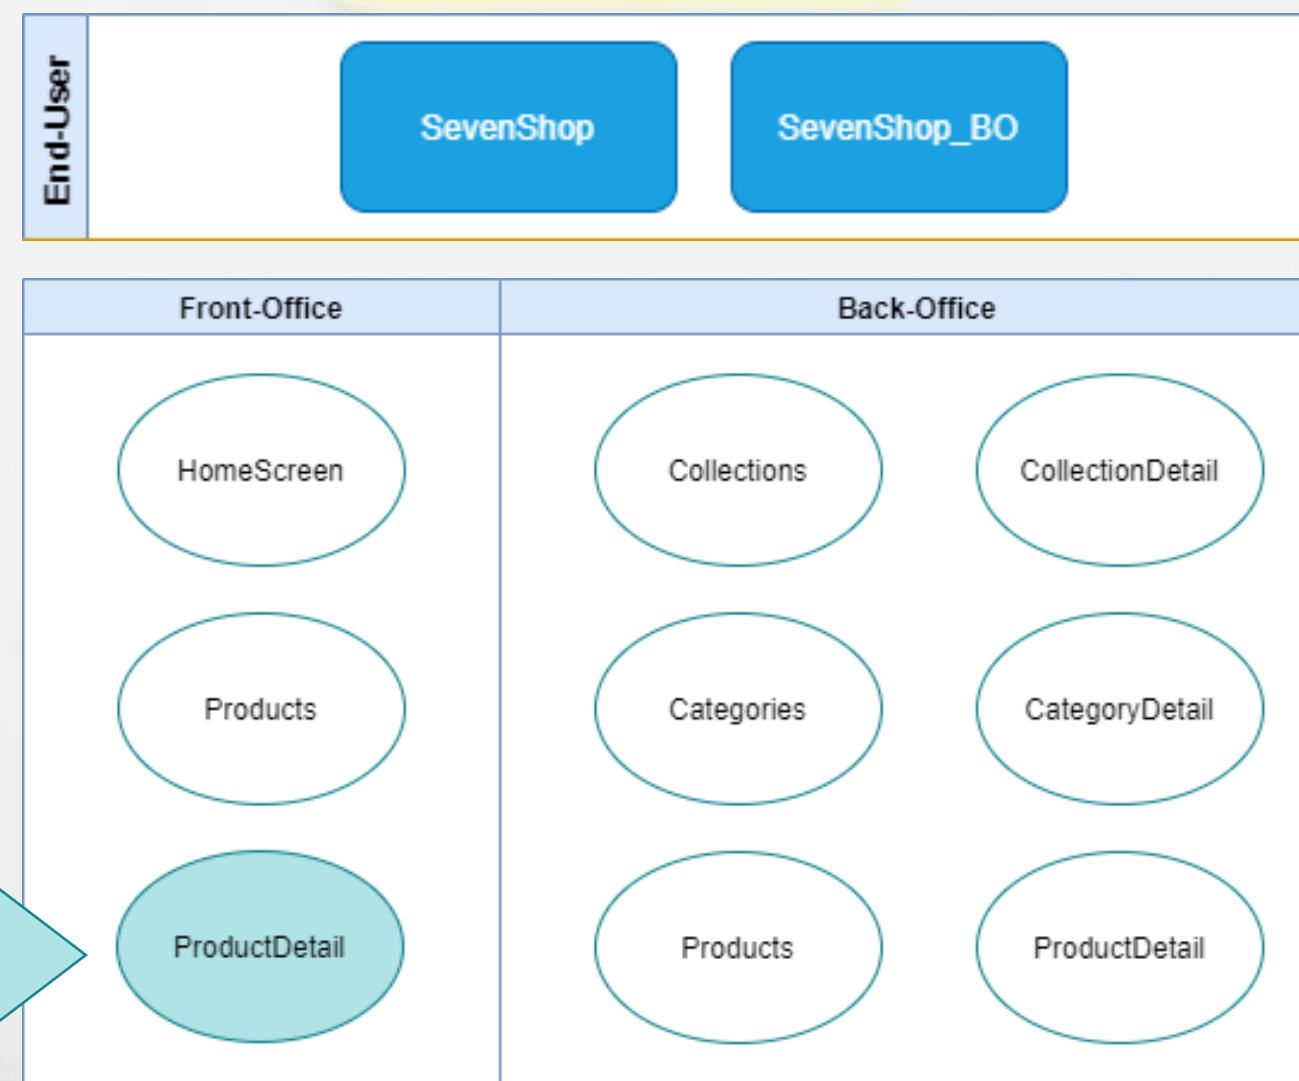 End-User
SevenShop
SevenShop_BO
Front-Office
Back-Office
HomeScreen
Collections
CollectionDetail
Products
Categories
CategoryDetail
ProductDetail
Products
ProductDetail